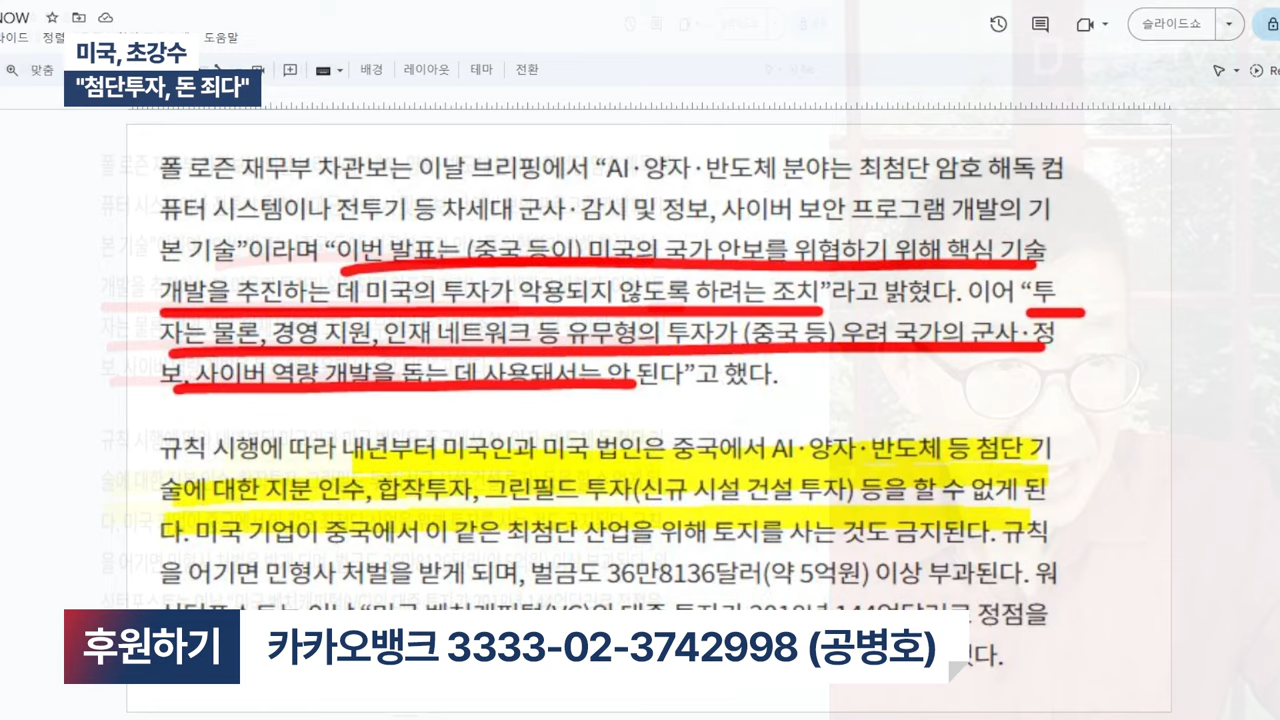 NOW
라이드 정렬 도움말
슬라이드쇼
미국, 초강수
"첨단투자, 돈 죄다"
맞춤 배경 레이아웃 테마 전환 Re
폴 로즌 재무부 차관보는 이날 브리핑에서 “AI·양자·반도체 분야는 최첨단 암호 해독 컴
퓨터 시스템이나 전투기 등 차세대 군사·감시 및 정보, 사이버 보안 프로그램 개발의 기
본 기술”이라며 “이번 발표는 (중국 등이) 미국의 국가 안보를 위협하기 위해 핵심 기술
개발을 추진하는 데 미국의 투자가 악용되지 않도록 하려는 조치”라고 밝혔다. 이어 “투
자는 물론, 경영 지원, 인재 네트워크 등 유무형의 투자가 (중국 등) 우려 국가의 군사·정
보, 사이버 역량 개발을 돕는 데 사용돼서는 안 된다”고 했다.
규칙 시행에 따라 내년부터 미국인과 미국 법인은 중국에서 AI·양자·반도체 등 첨단 기
술에 대한 지분 인수, 합작투자, 그린필드 투자(신규 시설 건설 투자) 등을 할 수 없게 된
다. 미국 기업이 중국에서 이 같은 최첨단 산업을 위해 토지를 사는 것도 금지된다. 규칙
을 어기면 민형사 처벌을 받게 되며, 벌금도 36만8136달러(약 5억원) 이상 부과된다. 워
정점을
후원하기 카카오뱅크 3333-02-3742998 (공병호)